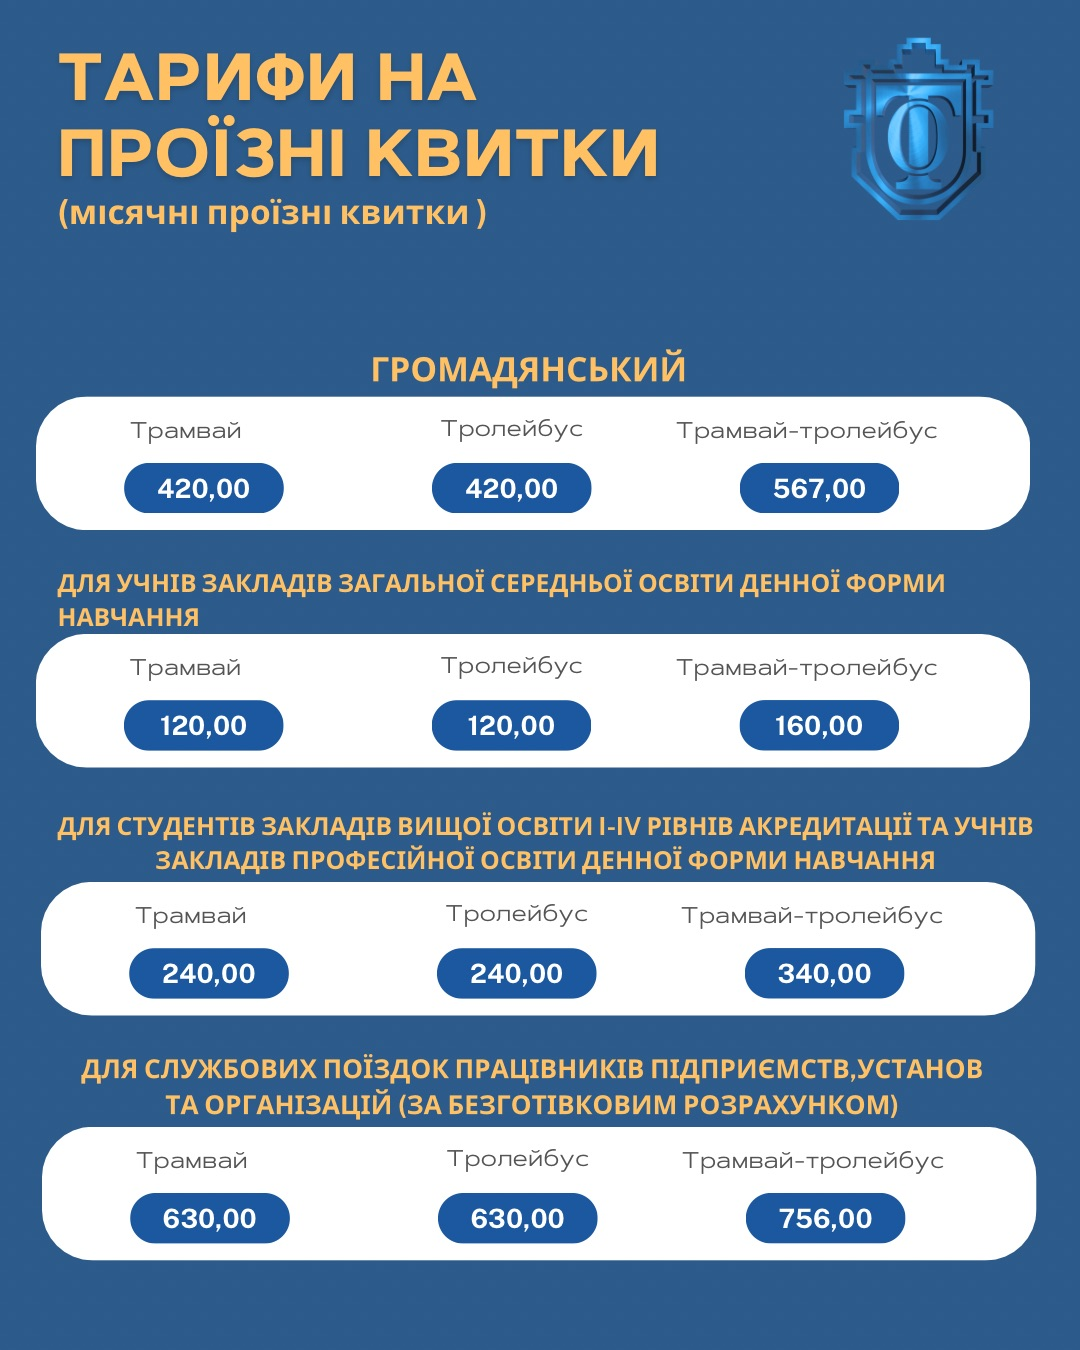 ТАРИФИ НА
ПРОЇЗНІ КВИТКИ
(місячні проїзні квитки )
ГРОМАДЯНСЬКИЙ
Трамвай Тролейбус Трамвай-тролейбус
420,00 420,00 567,00
ДЛЯ УЧНІВ ЗАКЛАДІВ ЗАГАЛЬНОЇ СЕРЕДНЬОЇ ОСВІТИ ДЕННОЇ ФОРМИ
НАВЧАННЯ
Трамвай Тролейбус Трамвай-тролейбус
120,00 120,00 160,00
ДЛЯ СТУДЕНТІВ ЗАКЛАДІВ ВИЩОЇ ОСВІТИ I-IV РІВНІВ АКРЕДИТАЦІЇ ТА УЧНІВ
ЗАКЛАДІВ ПРОФЕСІЙНОЇ ОСВІТИ ДЕННОЇ ФОРМИ НАВЧАННЯ
Трамвай Тролейбус Трамвай-тролейбус
240,00 240,00 340,00
ДЛЯ СЛУЖБОВИХ ПОЇЗДОК ПРАЦІВНИКІВ ПІДПРИЄМСТВ,УСТАНОВ
ТА ОРГАНІЗАЦІЙ (ЗА БЕЗГОТІВКОВИМ РОЗРАХУНКОМ)
Трамвай Тролейбус Трамвай-тролейбус
630,00 630,00 756,00